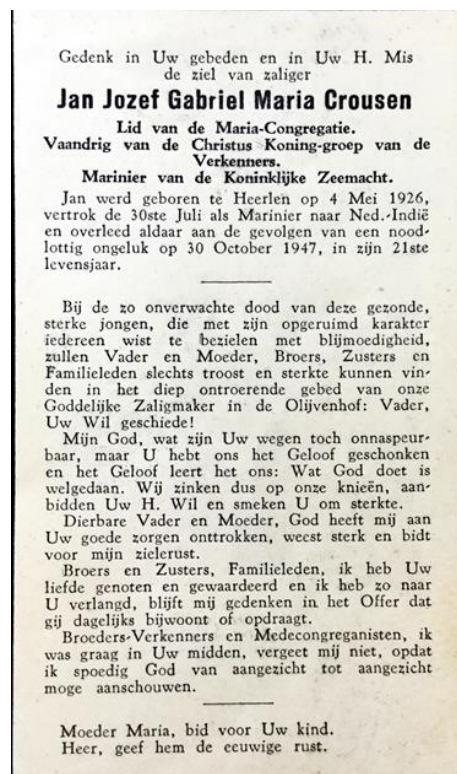 Gedenk in Uw gebeden en in Uw H. Mis
de ziel van zaliger
Jan Jozef Gabriel Maria Crousen
Lid van de Maria-Congregatie.
Vaandrig van de Christus Koning-groep van de
Verkenners.
Marinier van de Koninklijke Zeemacht.
Jan werd geboren te Heerlen op 4 Mei 1926,
vertrok de 30ste Juli als Marinier naar Ned.-Indië
en overleed aldaar aan de gevolgen van een nood-
lottig ongeluk op 30 October 1947, in zijn 21ste
levensjaar.
Bij de zo onverwachte dood van deze gezonde,
sterke jongen, die met zijn opgeruimd karakter
iedereen wist te bezielen met blijmoedigheid,
zullen Vader en Moeder, Broers, Zusters en
Familieleden slechts troost en sterkte kunnen vin-
den in het diep ontroerende gebed van onze
Goddelijke Zaligmaker in de Olijvenhof: Vader,
Uw Wil geschiede!
Mijn God, wat zijn Uw wegen toch onnaspeur-
baar, maar U hebt ons het Geloof geschonken
en het Geloof leert het ons: Wat God doet is
welgedaan. Wij zinken dus op onze knieën, aan-
bidden Uw H. Wil en smeken U om sterkte.
Dierbare Vader en Moeder, God heeft mij aan
Uw goede zorgen onttrokken, weest sterk en bidt
voor mijn zielerust.
Broers en Zusters, Familieleden, ik heb Uw
liefde genoten en gewaardeerd en ik heb zo naar
U verlangd, blijft mij gedenken in het Offer dat
gij dagelijks bijwoont of opdraagt.
Broeders-Verkenners en Medecongreganisten, ik
was graag in Uw midden, vergeet mij niet, opdat
ik spoedig God van aangezicht tot aangezicht
moge aanschouwen.
Moeder Maria, bid voor Uw kind.
Heer, geef hem de eeuwige rust.